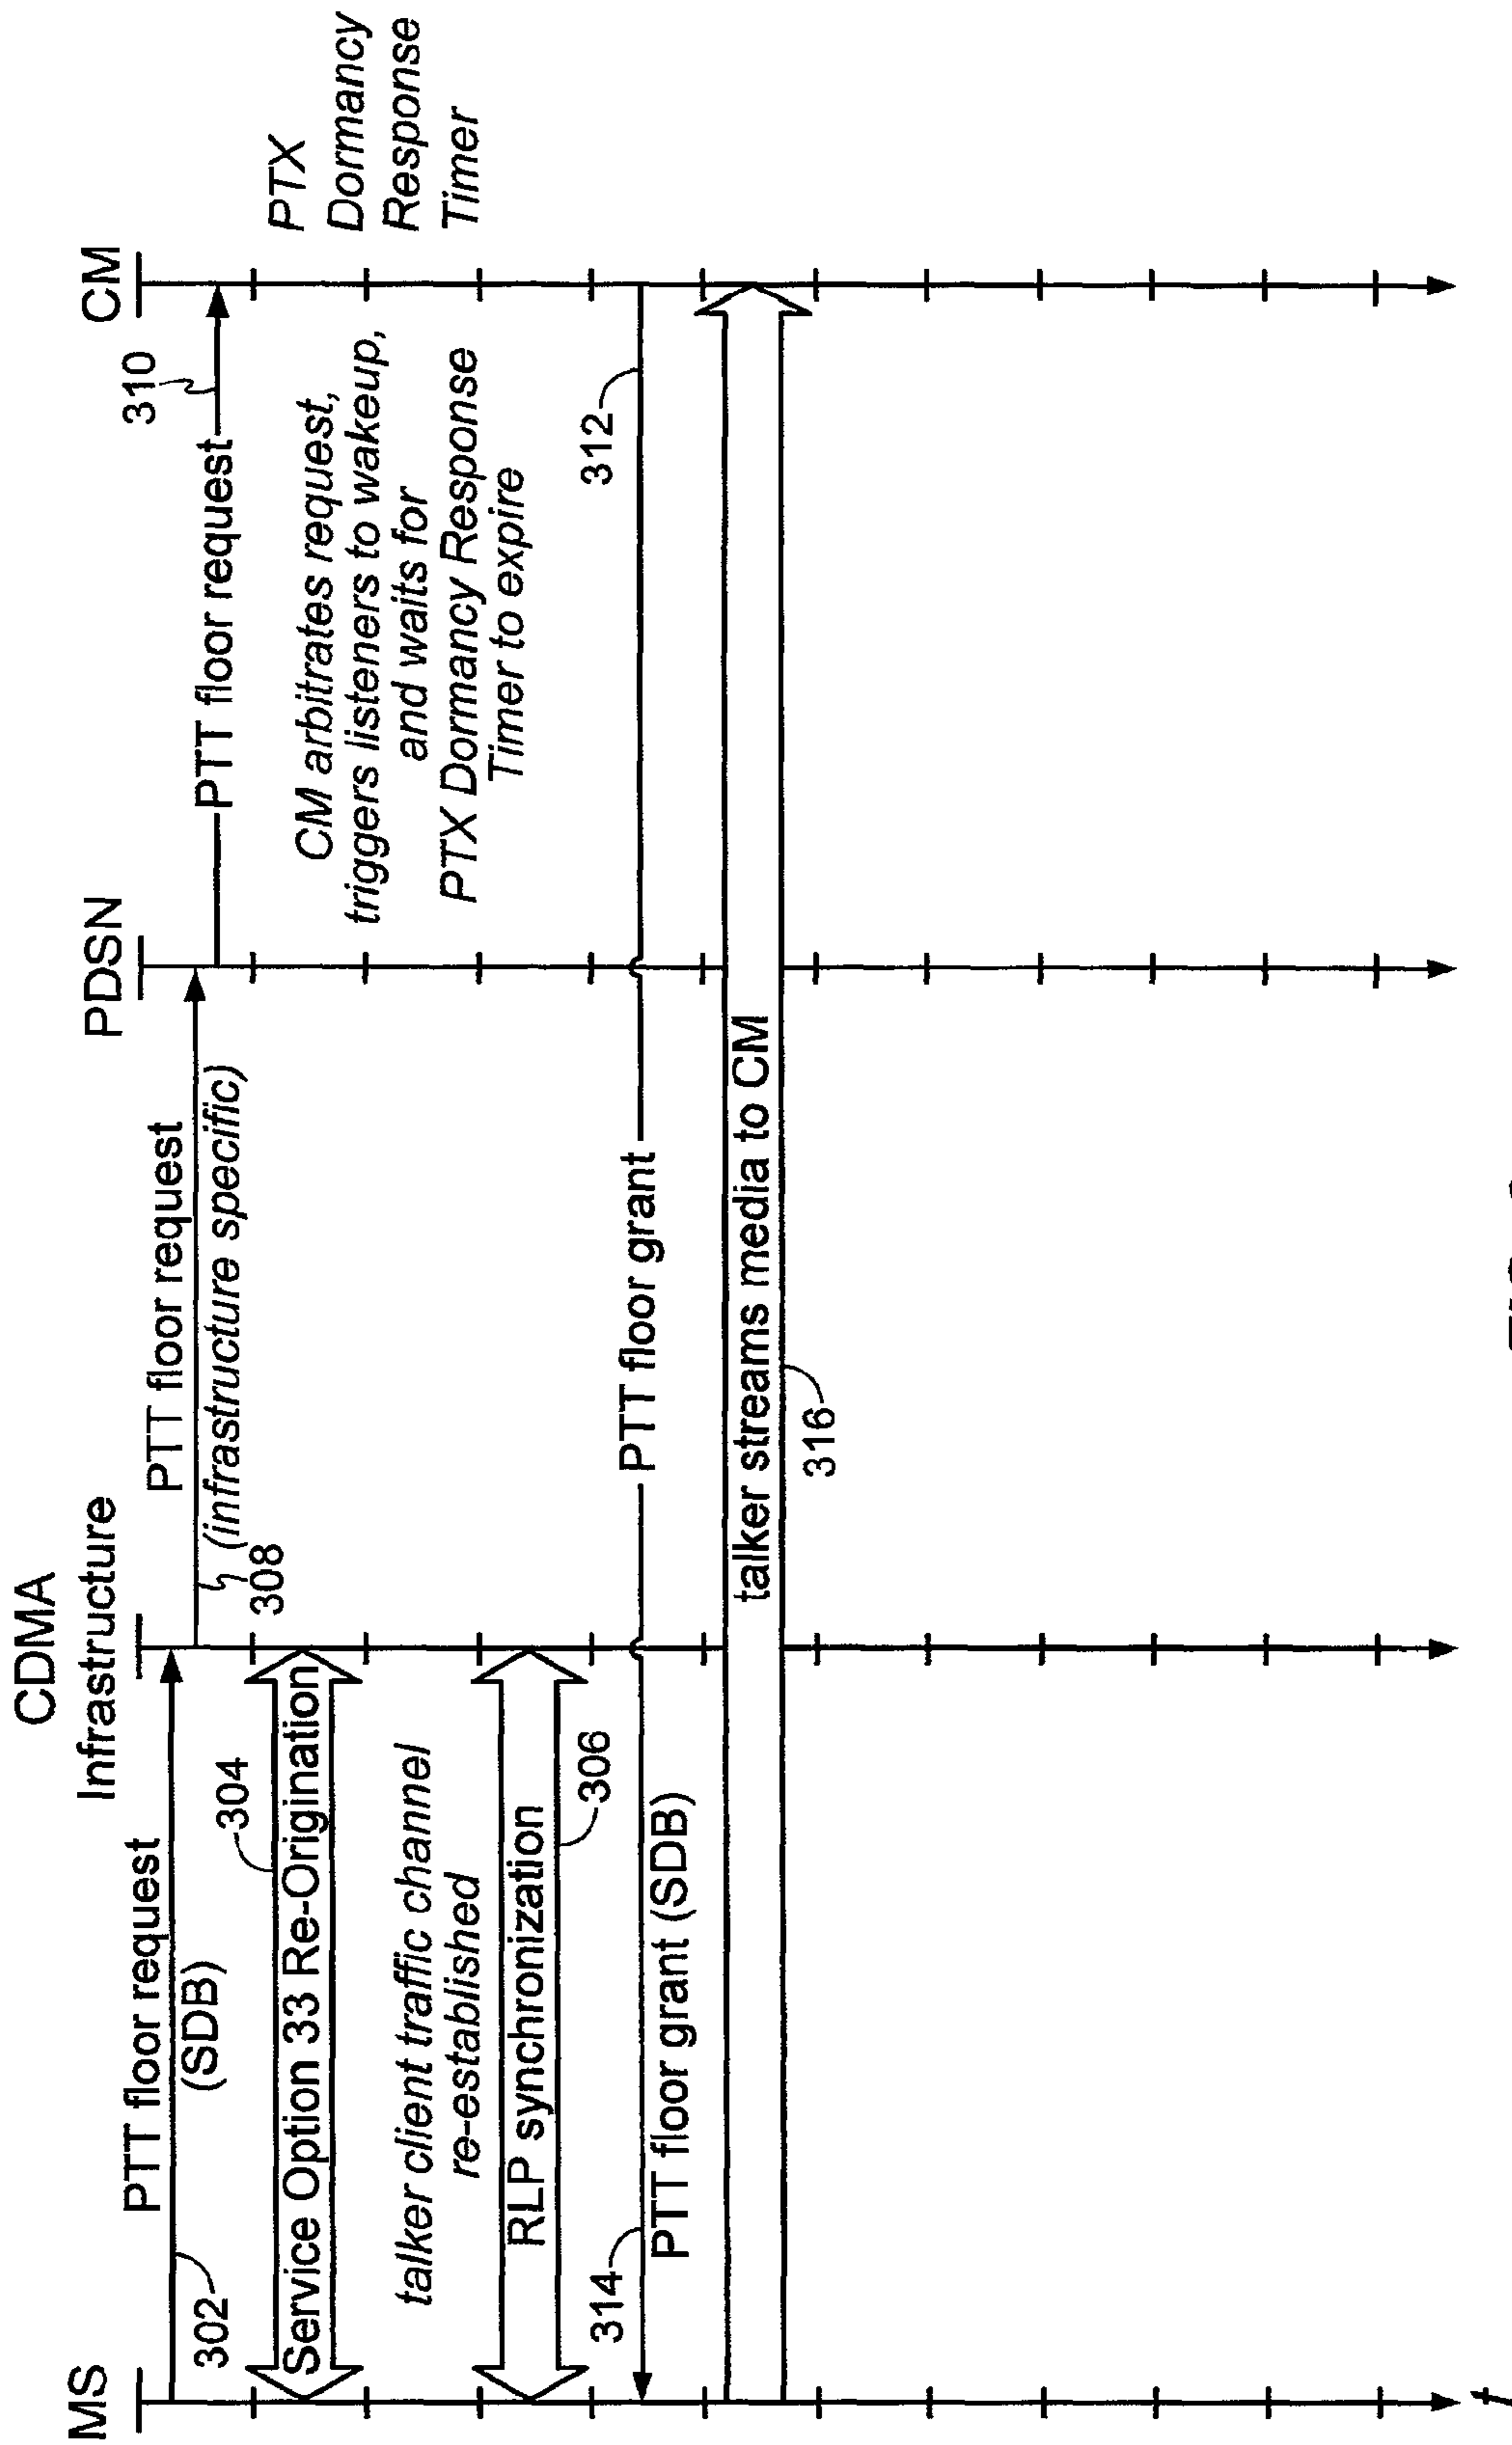 MS
CDMA
Infrastructure
PDSN
CM
PTT floor request
(SDB)
302
PTT floor request
(infrastructure specific)
308
PTT floor request
310
304
Service Option 33 Re-Origination
talker client traffic channel
re-established
RLP synchronization
306
CM arbitrates request,
triggers listeners to wakeup,
and waits for
PTX Dormancy Response
Timer to expire
PTX
Dormancy
Response
Timer
312
PTT floor grant
314
PTT floor grant (SDB)
talker streams media to CM
316
t